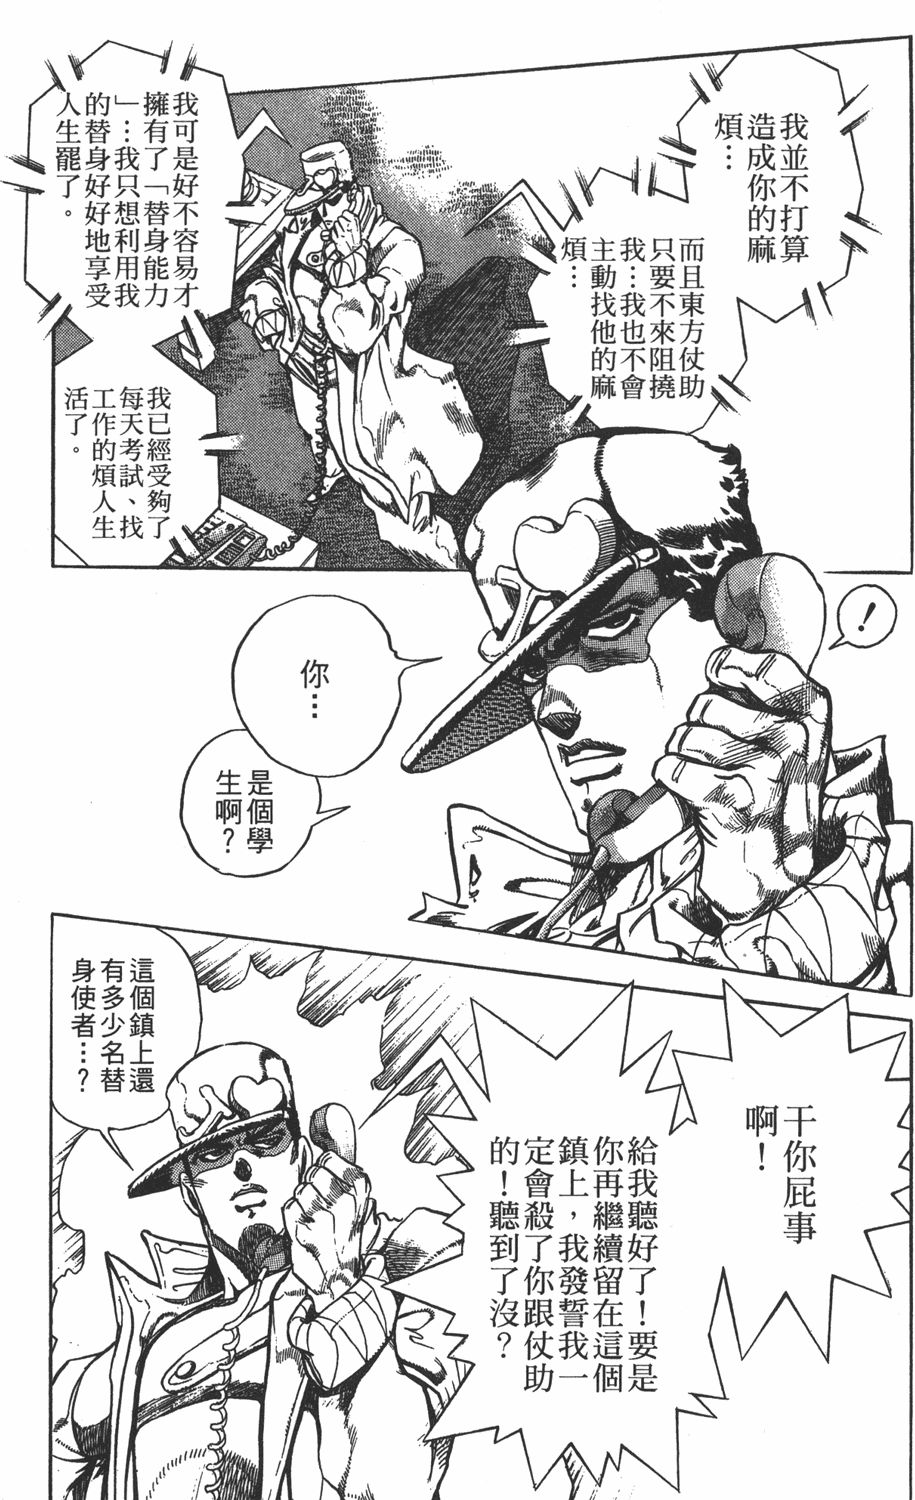 我並不打算
造成你的麻
煩…
而且東方仗助
只要不來阻撓
我…我也不會
主動找他的麻
煩…
我可是好不容易才
擁有了「替身能力
」…我只想利用我
的替身好好地享受
人生罷了。
我已經受夠了
每天考試、找
工作的煩人生
活了。
！
你…
是個學
生啊？
干你屁事
啊！
給我聽好了！要是
你再繼續留在這個
鎮上，我發誓我一
定會殺了你跟仗助
的！聽到了沒？
這個鎮上還
有多少名替
身使者…？